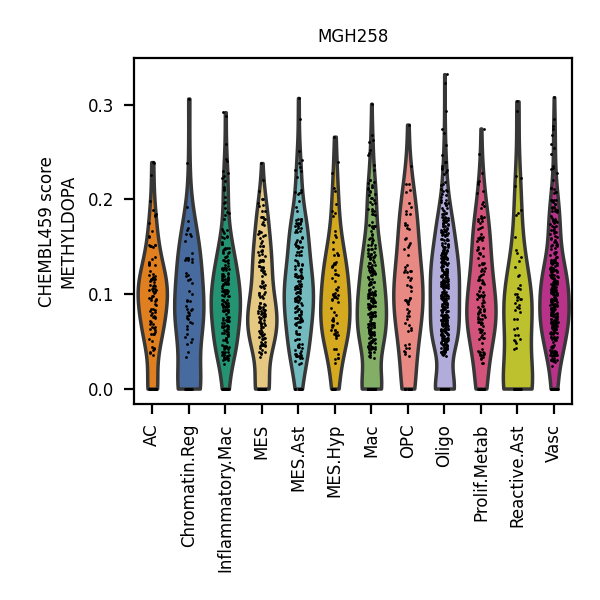 MGH258
CHEMBL459 score
METHYLDOPA
0.3
0.2
0.1
0.0
AC
Chromatin.Reg
Inflammatory.Mac
MES
MES.Ast
MES.Hyp
Mac
OPC
Oligo
Prolif.Metab
Reactive.Ast
Vasc